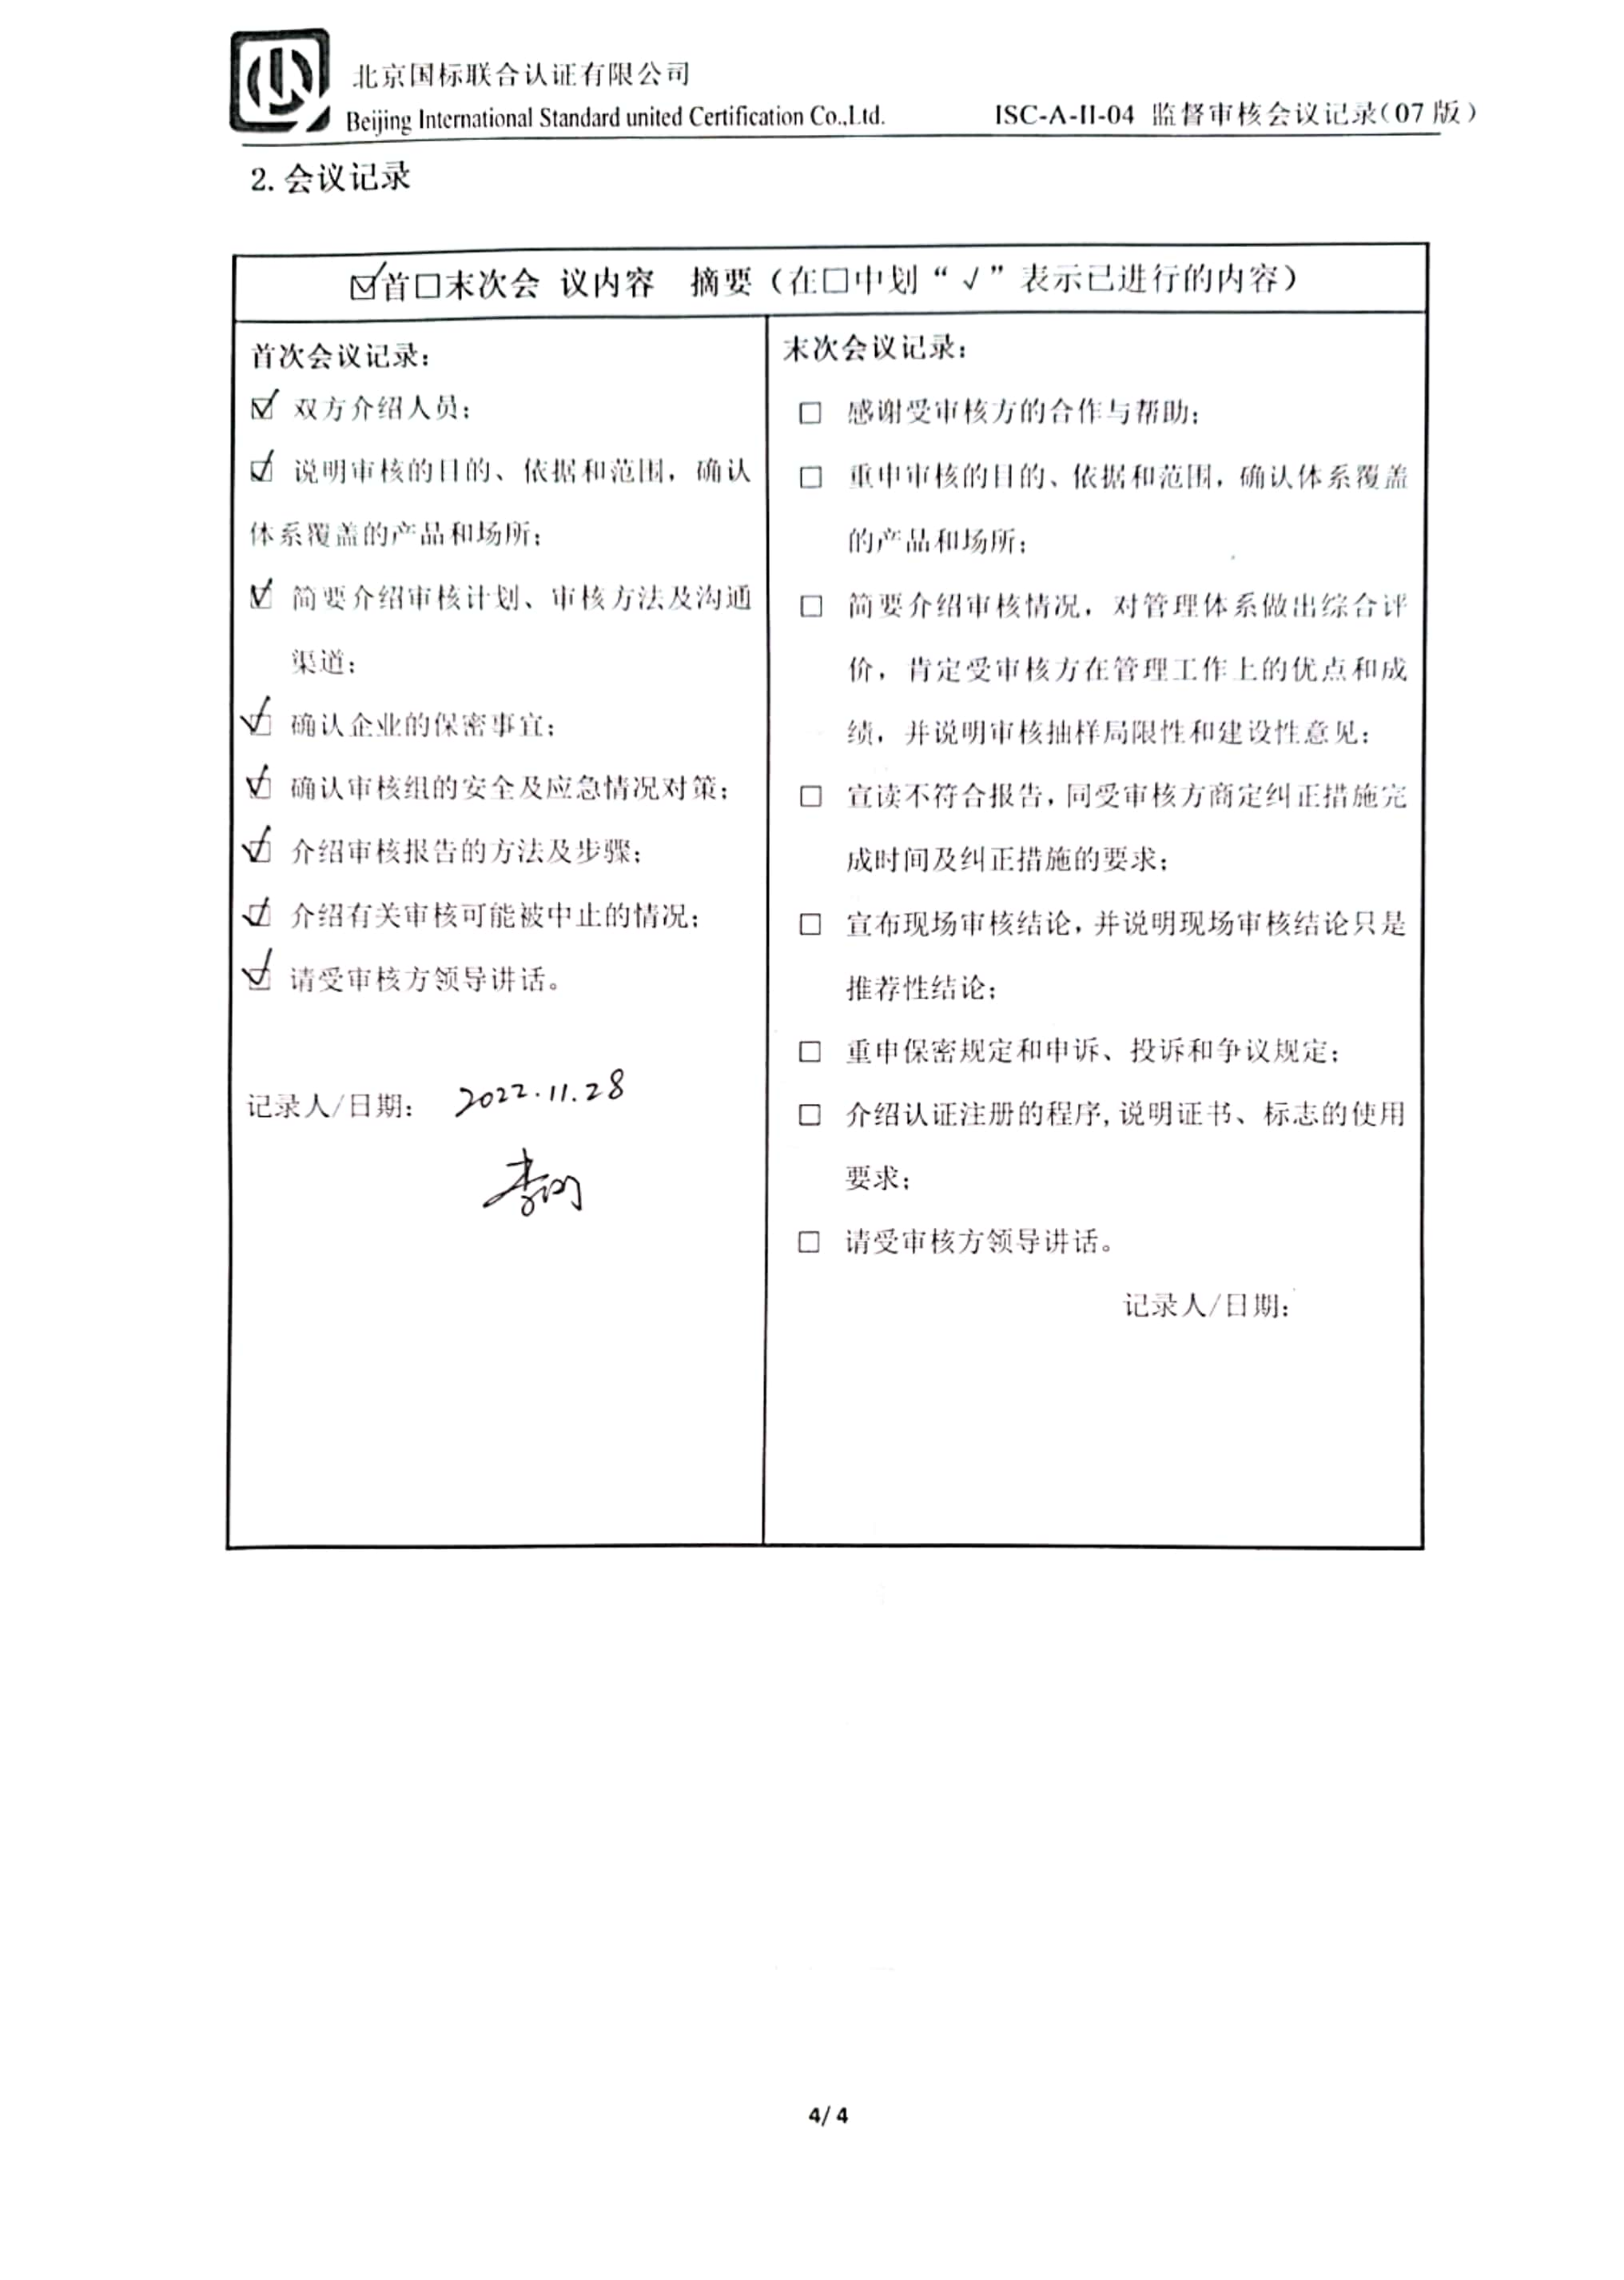 北京国标联合认证有限公司
Beijing International Standard united Certification Co.,Ltd.
ISC-A-II-04 监督审核会议记录(07 版)
2. 会议记录
☑首□末次会 议内容 摘要（在□中划“√”表示已进行的内容）
首次会议记录：
☑ 双方介绍人员；
☑ 说明审核的目的、依据和范围，确认
体系覆盖的产品和场所；
☑ 简要介绍审核计划、审核方法及沟通
渠道；
☑ 确认企业的保密事宜；
☑ 确认审核组的安全及应急情况对策；
☑ 介绍审核报告的方法及步骤；
☑ 介绍有关审核可能被中止的情况；
☑ 请受审核方领导讲话。
记录人/日期： 2022.11.28
末次会议记录：
□ 感谢受审核方的合作与帮助；
□ 重申审核的目的、依据和范围，确认体系覆盖
的产品和场所；
□ 简要介绍审核情况，对管理体系做出综合评
价，肯定受审核方在管理工作上的优点和成
绩，并说明审核抽样局限性和建设性意见；
□ 宣读不符合报告，同受审核方商定纠正措施完
成时间及纠正措施的要求；
□ 宣布现场审核结论，并说明现场审核结论只是
推荐性结论；
□ 重申保密规定和申诉、投诉和争议规定；
□ 介绍认证注册的程序，说明证书、标志的使用
要求；
□ 请受审核方领导讲话。
记录人/日期：
4/ 4